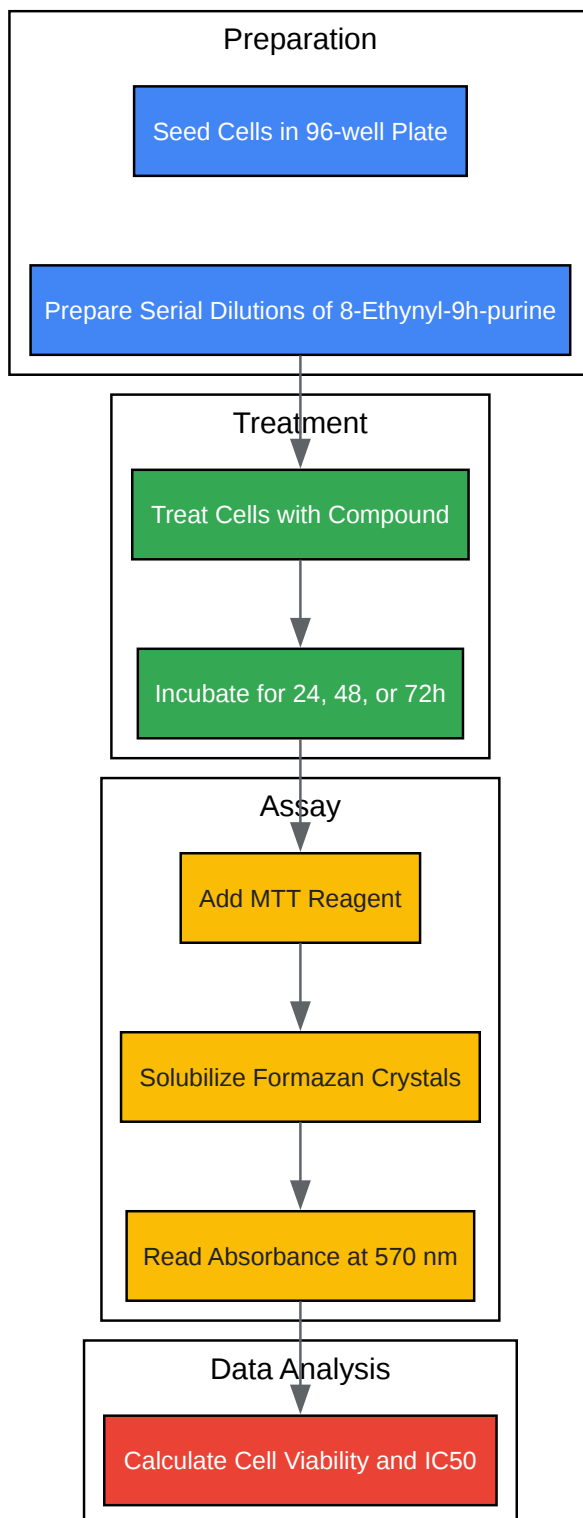 Preparation
Seed Cells in 96-well Plate
Prepare Serial Dilutions of 8-Ethynyl-9h-purine
Treatment
Treat Cells with Compound
Incubate for 24, 48, or 72h
Assay
Add MTT Reagent
Solubilize Formazan Crystals
Read Absorbance at 570 nm
Data Analysis
Calculate Cell Viability and IC50